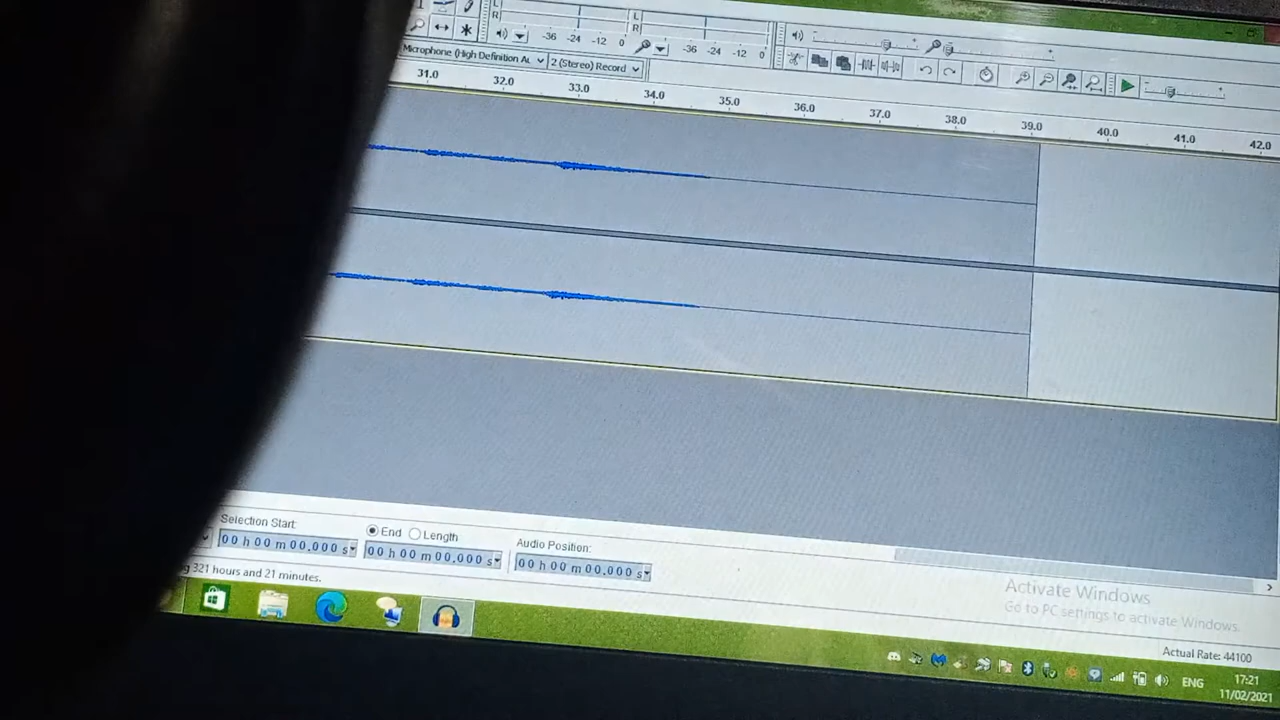 L
R
-36 -24 -12 0
L
R
-36 -24 -12 0
Microphone (High Definition Au
2 (Stereo) Record
31.0 32.0 33.0 34.0 35.0 36.0 37.0 38.0 39.0 40.0 41.0 42.0
Selection Start:
End
Length
Audio Position:
00 h 00 m 00.000 s
00 h 00 m 00.000 s
00 h 00 m 00.000 s
321 hours and 21 minutes.
Activate Windows
Go to PC settings to activate Windows.
Actual Rate: 44100
ENG
17:21
11/02/2021